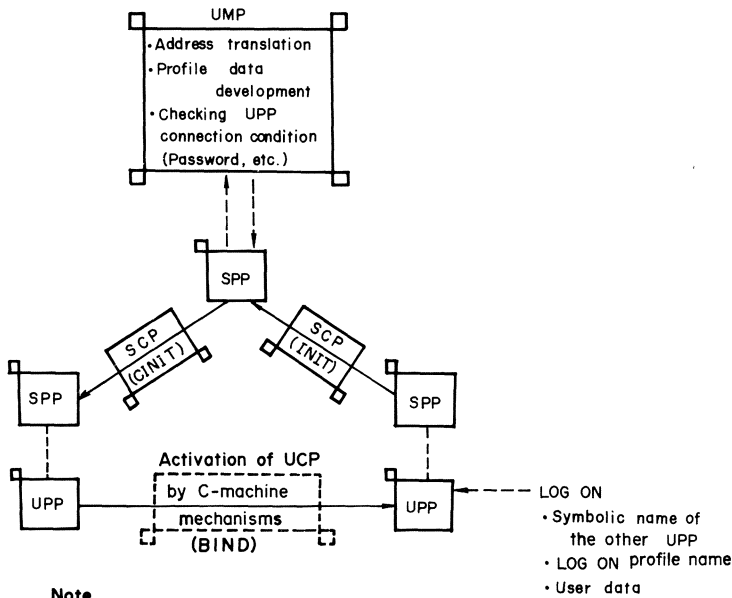 UMP
• Address translation
• Profile data
development
• Checking UPP
connection condition
(Password, etc.)
SPP
SCP
(CINIT)
SCP
(INIT)
SPP
SPP
Activation of UCP
by C-machine
mechanisms
(BIND)
UPP
UPP
LOG ON
• Symbolic name of
the other UPP
• LOG ON profile name
• User data
Note